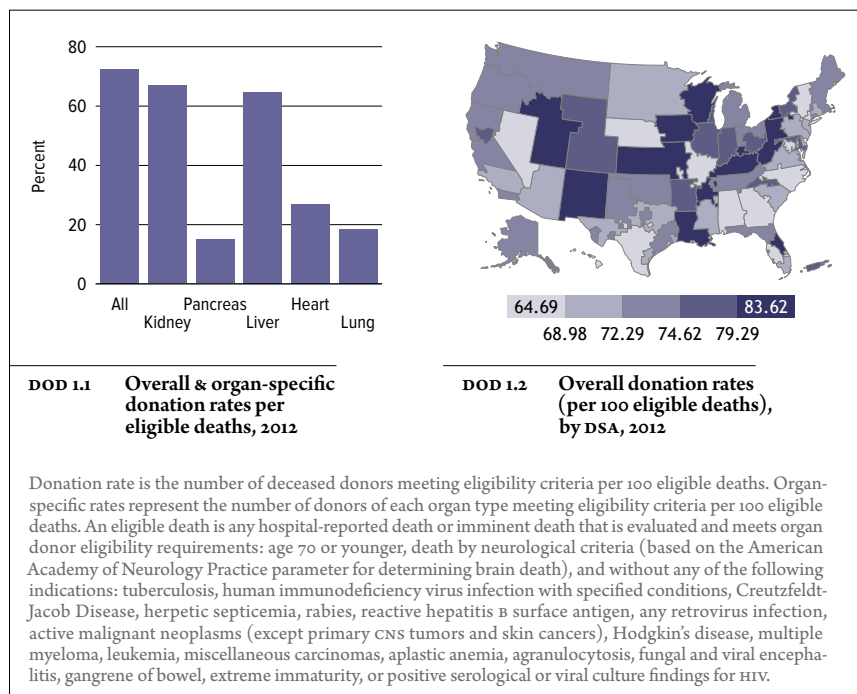 80
60
40
20
0
Percent
All
Pancreas
Heart
Kidney
Liver
Lung
DOD 1.1 Overall & organ-specific
donation rates per
eligible deaths, 2012
64.69
83.62
68.98 72.29 74.62 79.29
DOD 1.2 Overall donation rates
(per 100 eligible deaths),
by DSA, 2012
Donation rate is the number of deceased donors meeting eligibility criteria per 100 eligible deaths. Organ-
specific rates represent the number of donors of each organ type meeting eligibility criteria per 100 eligible
deaths. An eligible death is any hospital-reported death or imminent death that is evaluated and meets organ
donor eligibility requirements: age 70 or younger, death by neurological criteria (based on the American
Academy of Neurology Practice parameter for determining brain death), and without any of the following
indications: tuberculosis, human immunodeficiency virus infection with specified conditions, Creutzfeldt-
Jacob Disease, herpetic septicemia, rabies, reactive hepatitis B surface antigen, any retrovirus infection,
active malignant neoplasms (except primary CNS tumors and skin cancers), Hodgkin's disease, multiple
myeloma, leukemia, miscellaneous carcinomas, aplastic anemia, agranulocytosis, fungal and viral encepha-
litis, gangrene of bowel, extreme immaturity, or positive serological or viral culture findings for HIV.